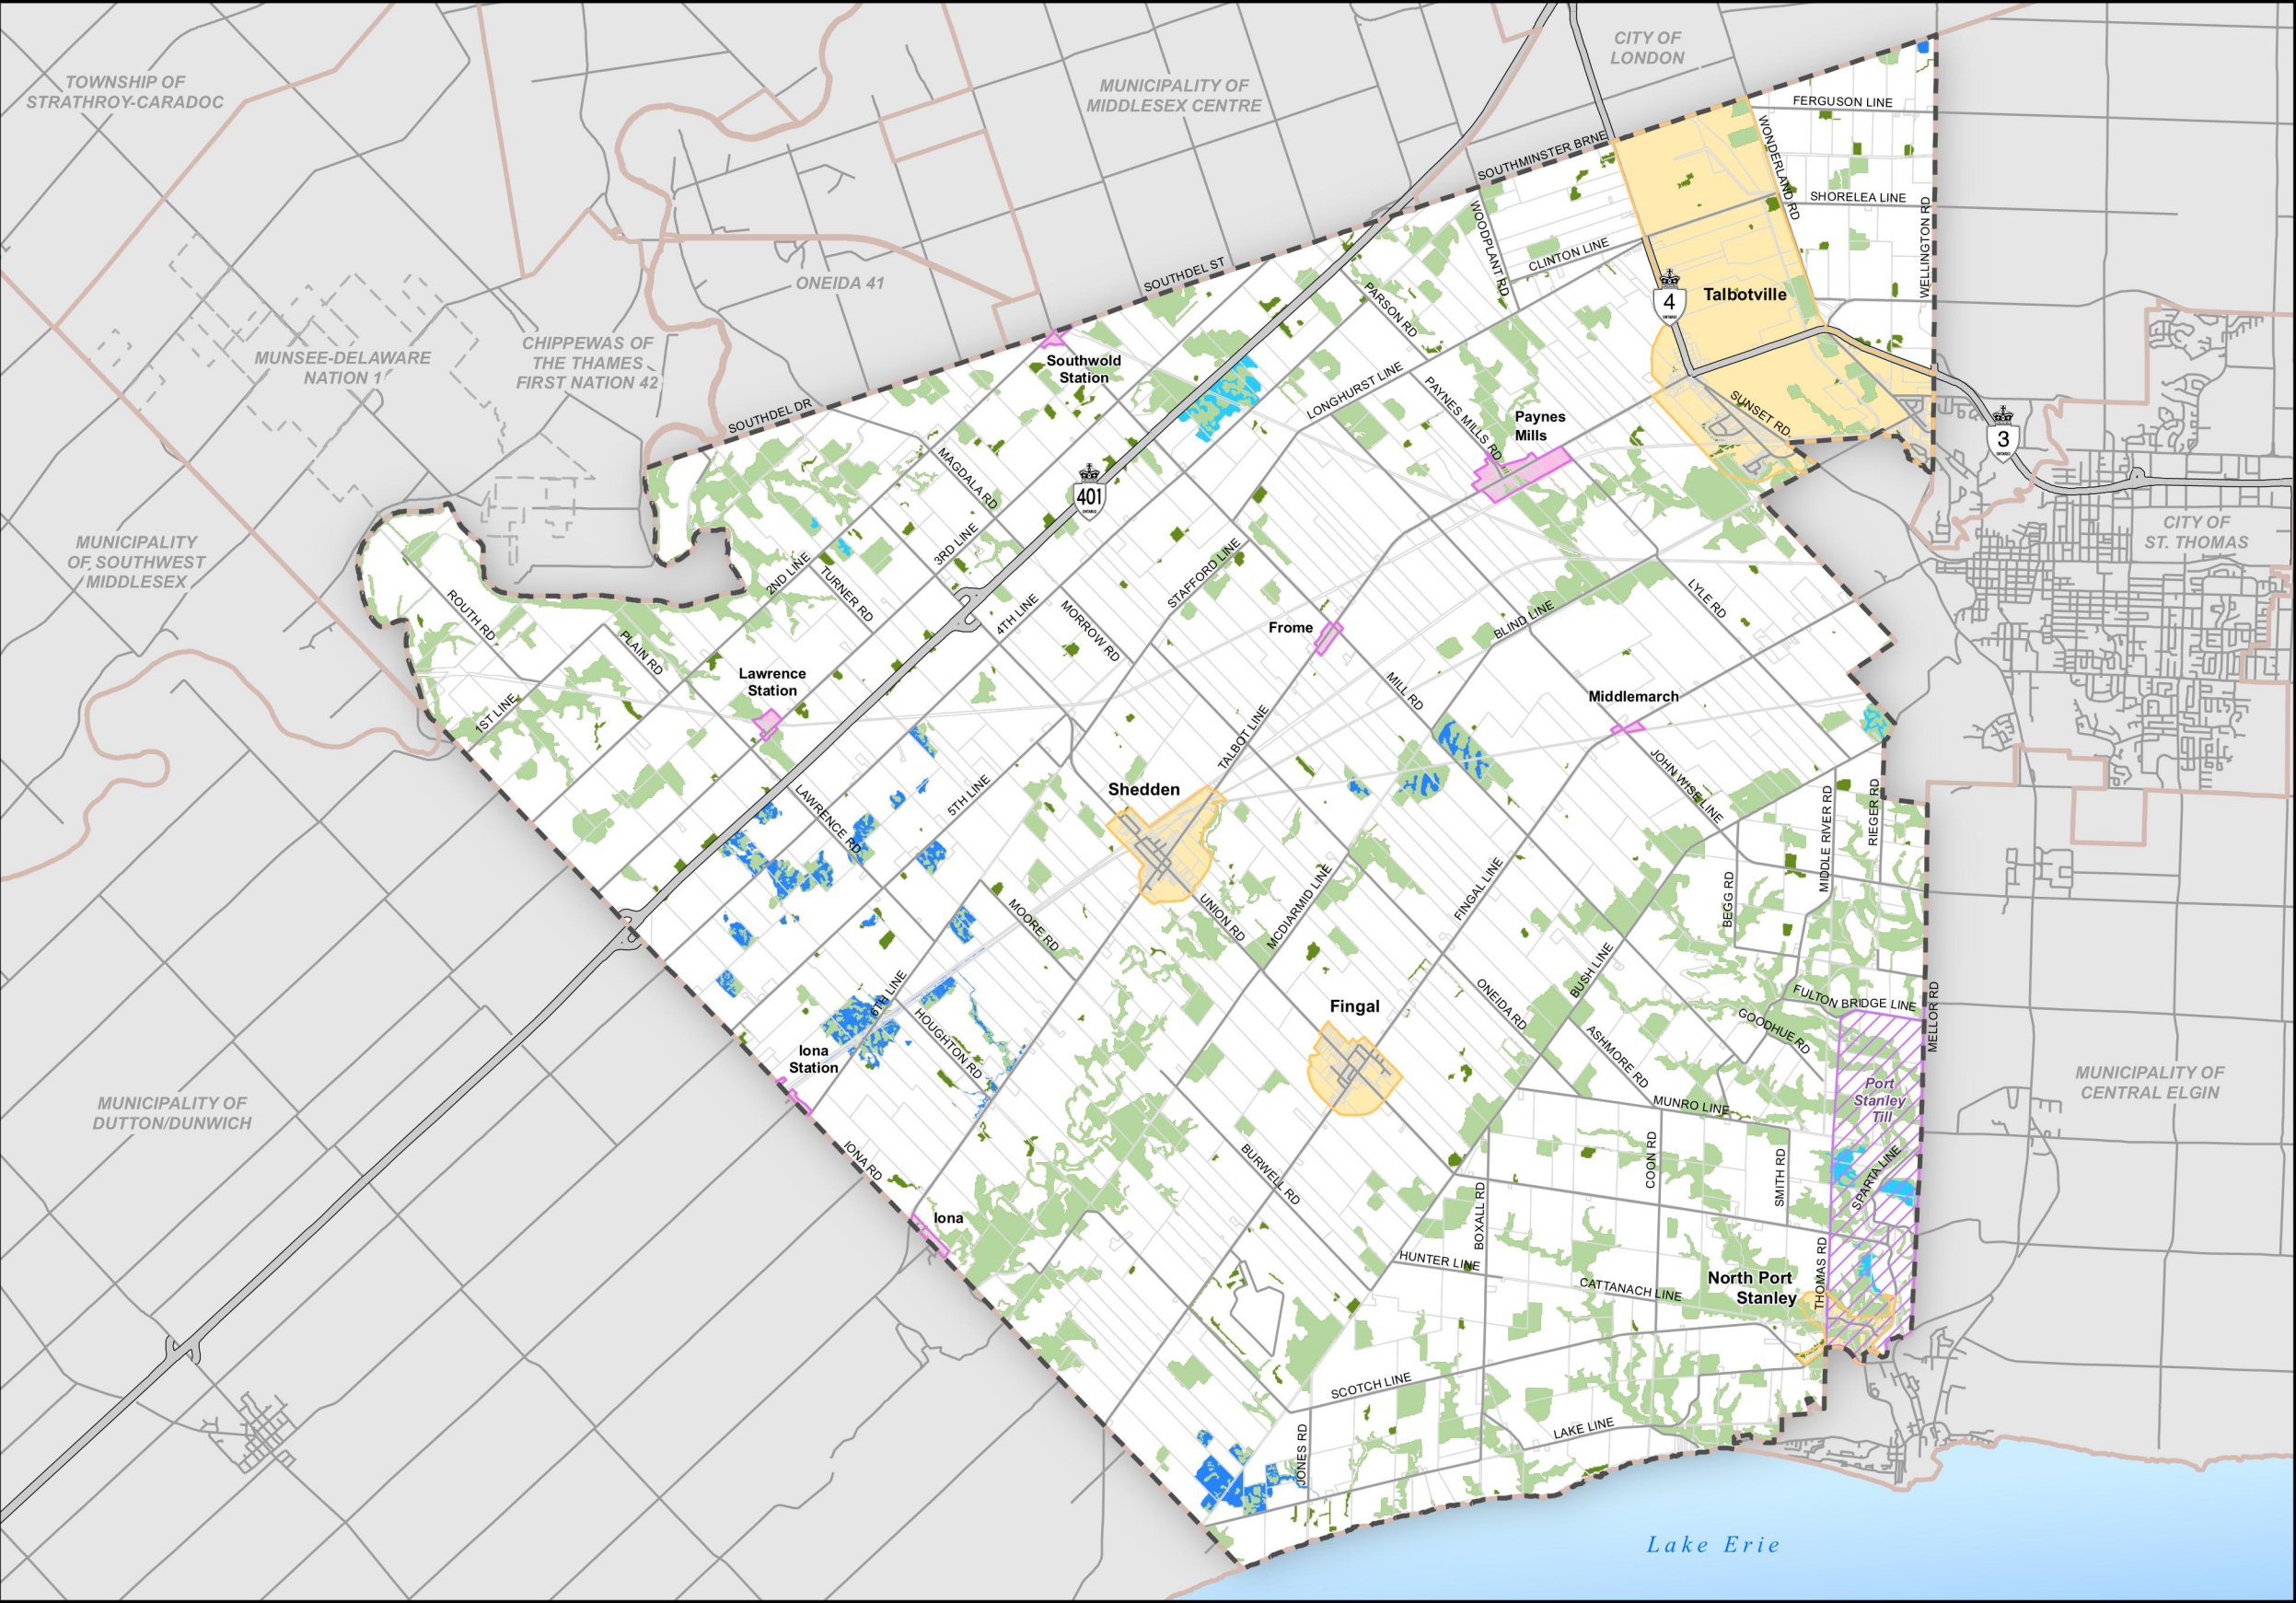 TOWNSHIP OF
STRATHROY-CARADOC
MUNICIPALITY OF
MIDDLESEX CENTRE
CITY OF
LONDON
FERGUSON LINE
WONDERLAND RD
SOUTHMINSTER BRNE
SHORELEA LINE
WELLINGTON RD
WOODPLANT RD
CLINTON LINE
SOUTHDEL ST
ONEIDA 41
PARSON RD
4
ONTARIO
Talbotville
MUNSEE-DELAWARE
NATION 1
CHIPPEWAS OF
THE THAMES
FIRST NATION 42
Southwold
Station
LONGHURST LINE
PAYNES MILLS RD
Paynes
Mills
SUNSET RD
SOUTHDEL DR
3
ONTARIO
MAGDALA RD
401
ONTARIO
CITY OF
ST. THOMAS
MUNICIPALITY
OF SOUTHWEST
MIDDLESEX
3RD LINE
2ND LINE
TURNER RD
STAFFORD LINE
ROUTH RD
PLAIN RD
4TH LINE
MORROW RD
Frome
BLIND LINE
LYLE RD
Lawrence
Station
1ST LINE
MILL RD
Middlemarch
TALBOT LINE
JOHN WISE LINE
Shedden
5TH LINE
LAWRENCE RD
MIDDLE RIVER RD
RIEGER RD
BEGG RD
MOORE RD
UNION RD
MCDIARMID LINE
FINGAL LINE
BUSH LINE
6TH LINE
HOUGHTON RD
Fingal
ONEIDA RD
ASHMORE RD
FULTON BRIDGE LINE
GOODHUE RD
MELLOR RD
Iona
Station
MUNICIPALITY OF
DUTTON/DUNWICH
MUNICIPALITY OF
CENTRAL ELGIN
Port
Stanley
Till
MUNRO LINE
IONA RD
BURWELL RD
COON RD
SMITH RD
SPARTA LINE
BOXALL RD
Iona
HUNTER LINE
CATTANACH LINE
North Port
Stanley
THOMAS RD
SCOTCH LINE
LAKE LINE
JONES RD
Lake Erie